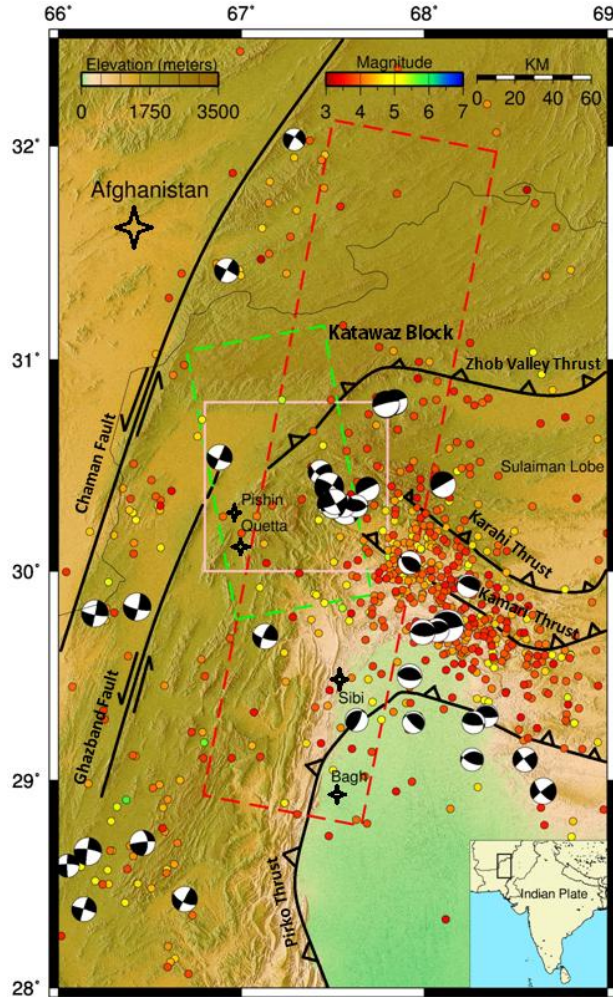 66˚ 67˚ 68˚ 69
Elevation (meters) Magnitude KM
0 1750 3500 3 4 5 6 7 0 20 40 60
32˚
Afghanistan
31˚
Katawaz Block
Zhob Valley Thrust
Chaman Fault
Sulaiman Lobe
Pishin
Quetta
Karahi Thrust
30˚
Kamari Thrust
Ghazband Fault
Sibi
29˚
Bagh
Pirko Thrust
Indian Plate
28˚